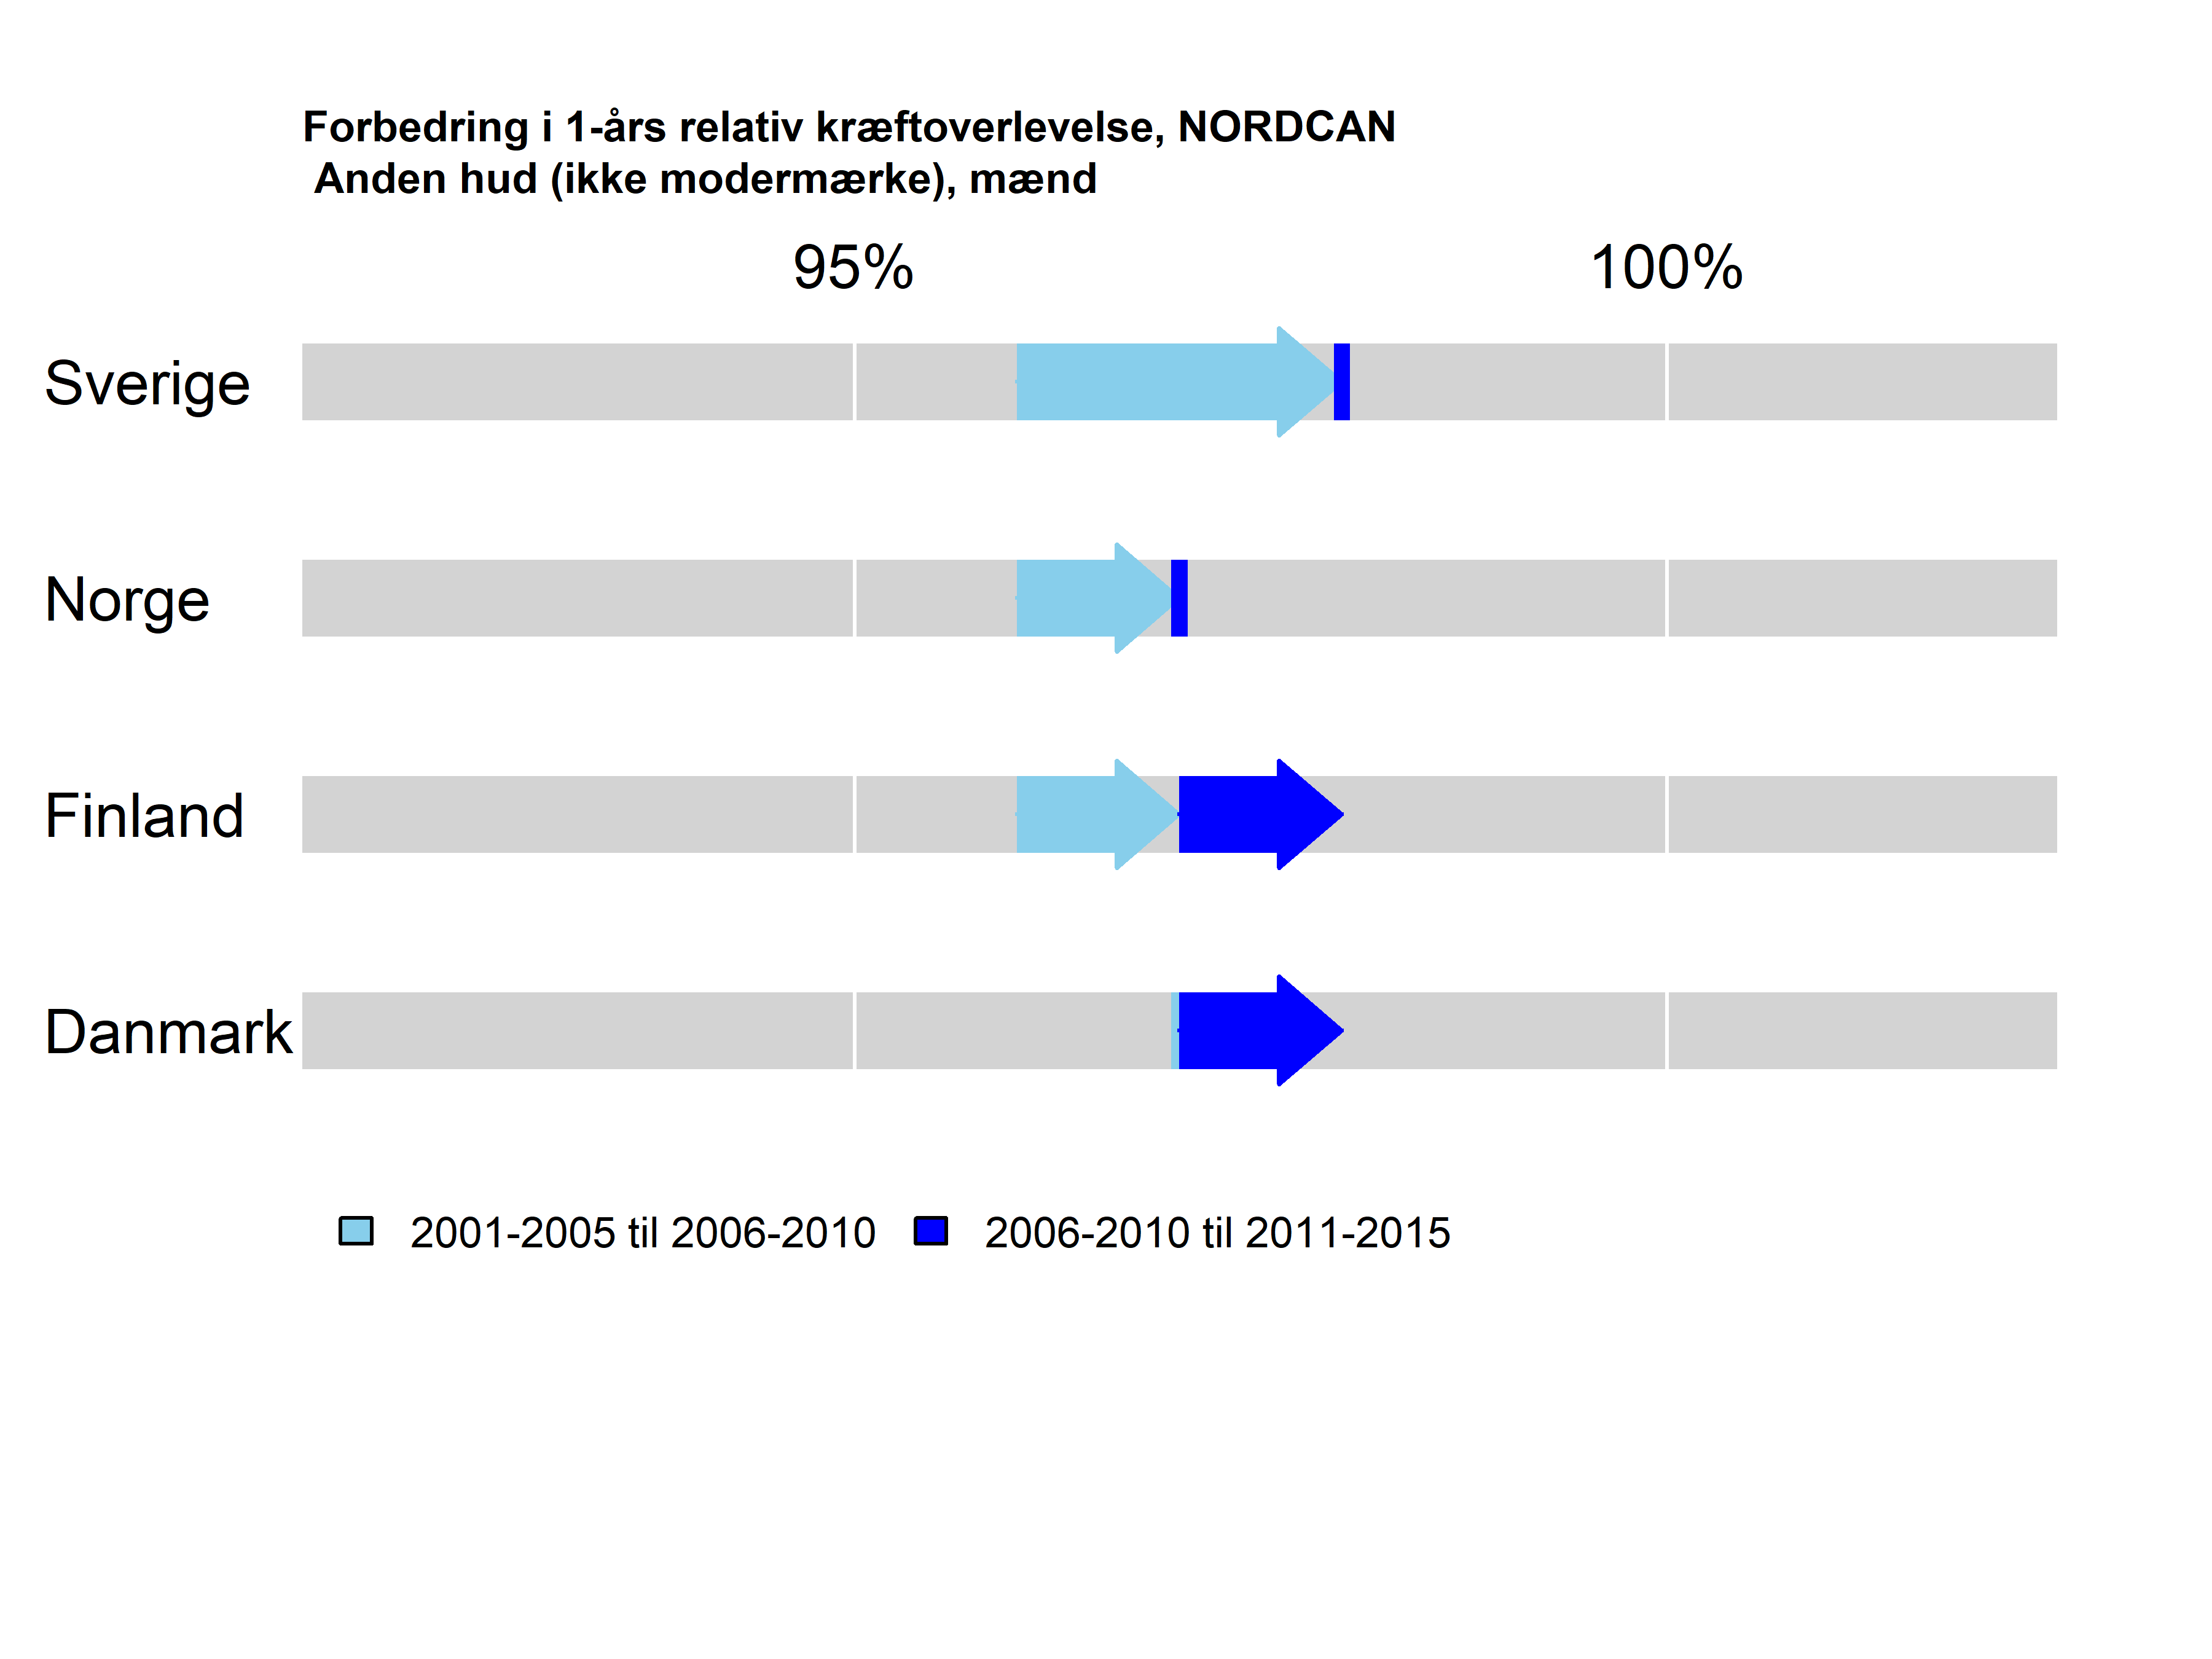 Forbedring i 1-års relativ kræftoverlevelse, NORDCAN
Anden hud (ikke modermærke), mænd
95% 100%
Sverige
Norge
Finland
Danmark
2001-2005 til 2006-2010 2006-2010 til 2011-2015